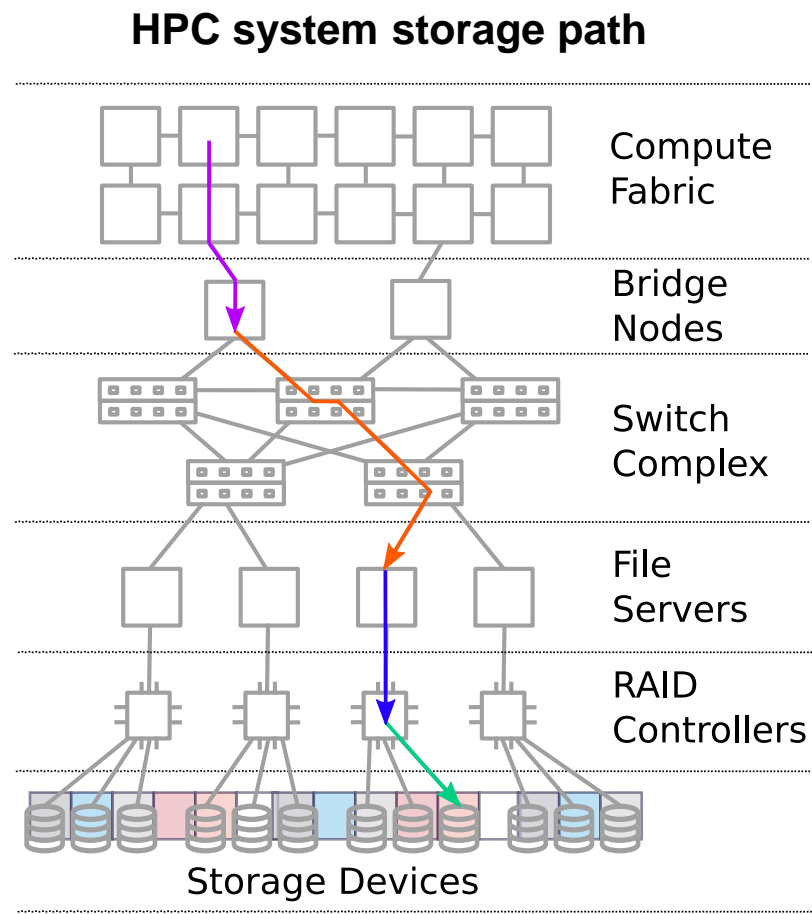 HPC system storage path
Compute
Fabric
Bridge
Nodes
Switch
Complex
File
Servers
RAID
Controllers
Storage Devices